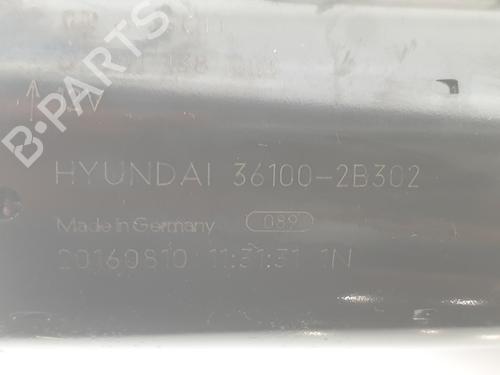 B-PARTS
HYUNDAI 36100-2B302
Made in Germany 089
20160810 11:31:31 1N